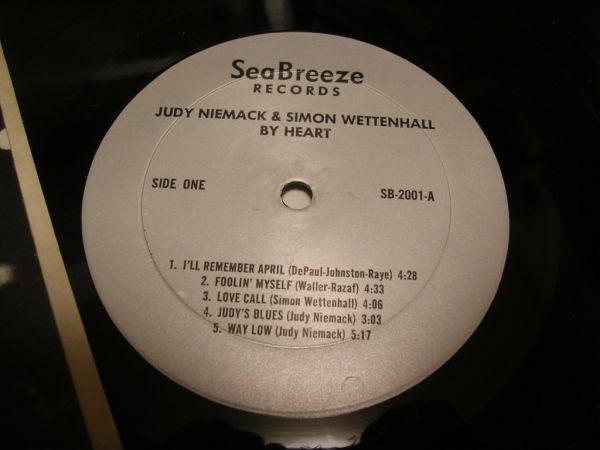 SeaBreeze
RECORDS
JUDY NIEMACK & SIMON WETTENHALL
BY HEART
SIDE ONE SB-2001-A
1. I'LL REMEMBER APRIL (DePaul-Johnston-Raye) 4:28
2. FOOLIN' MYSELF (Waller-Razaf) 4:33
3. LOVE CALL (Simon Wettenhall) 4:06
4. JUDY'S BLUES (Judy Niemack) 3:03
5. WAY LOW (Judy Niemack) 5:17